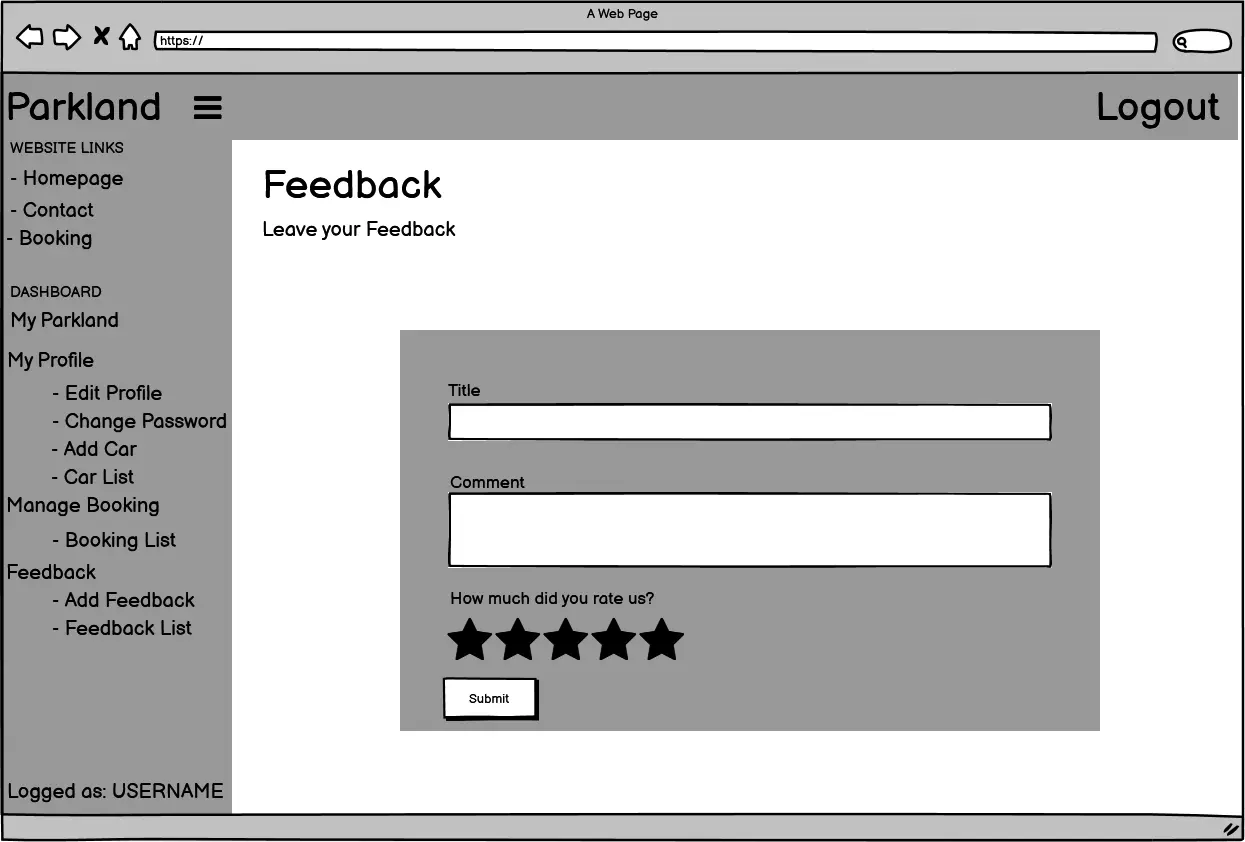 A Web Page
https://
Parkland
Logout
WEBSITE LINKS
- Homepage
- Contact
- Booking
DASHBOARD
My Parkland
My Profile
- Edit Profile
- Change Password
- Add Car
- Car List
Manage Booking
- Booking List
Feedback
- Add Feedback
- Feedback List
Logged as: USERNAME
Feedback
Leave your Feedback
Title
Comment
How much did you rate us?
Submit